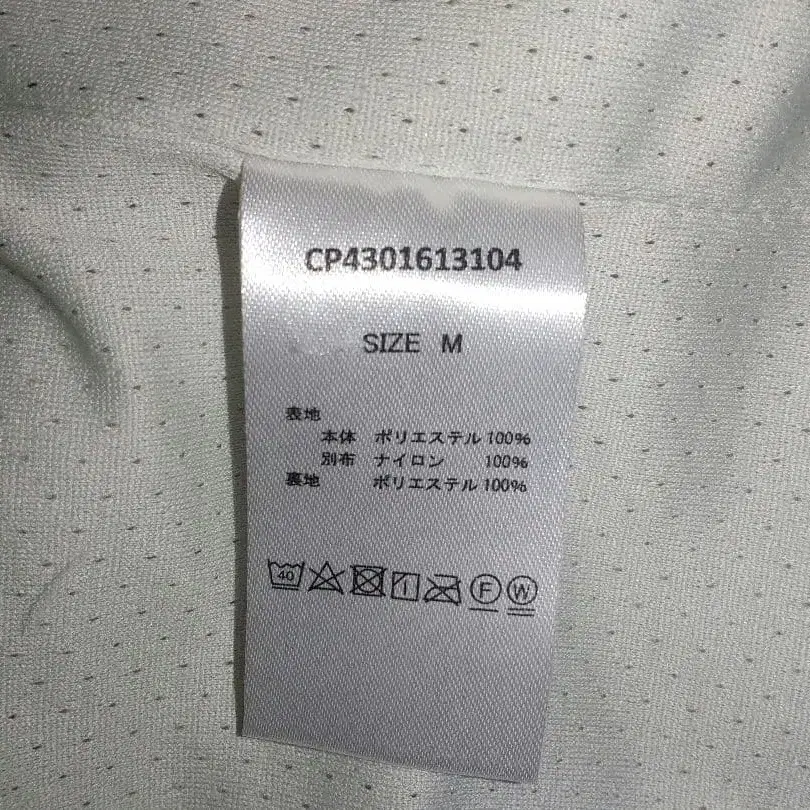 CP4301613104
SIZE M
表地
本体 ポリエステル 100%
別布 ナイロン 100%
裏地 ポリエステル 100%
40 F W